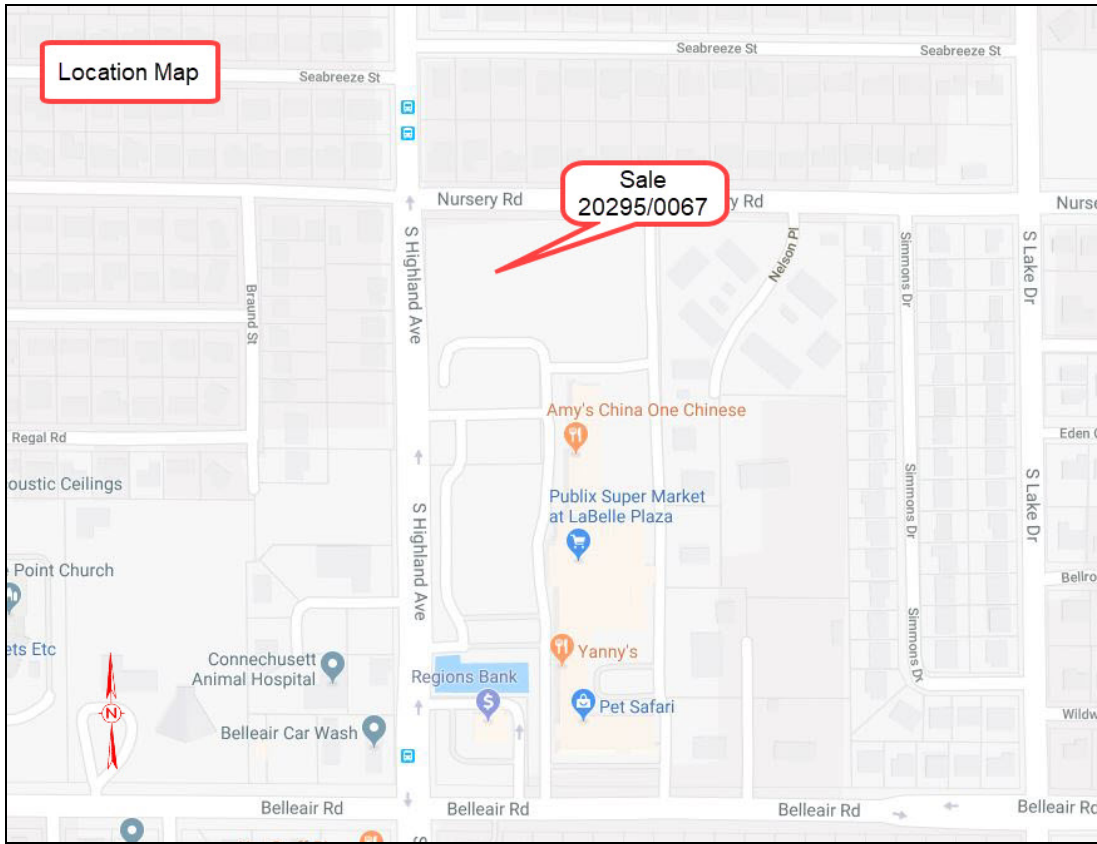 Seabreeze St
Seabreeze St
Location Map
Seabreeze St
Sale
20295/0067
Nursery Rd
y Rd
Nurse
S Highland Ave
Nelson Pl
Simmons Dr
S Lake Dr
Braund St
Amy's China One Chinese
Regal Rd
Eden
oustic Ceilings
Publix Super Market
at LaBelle Plaza
Simmons Dr
S Lake Dr
S Highland Ave
Point Church
Bellro
ets Etc
Yanny's
Simmons Dr
Connechusett
Animal Hospital
Regions Bank
N
$
Pet Safari
Belleair Car Wash
Wildw
Belleair Rd
Belleair Rd
Belleair Rd
Belleair Rd